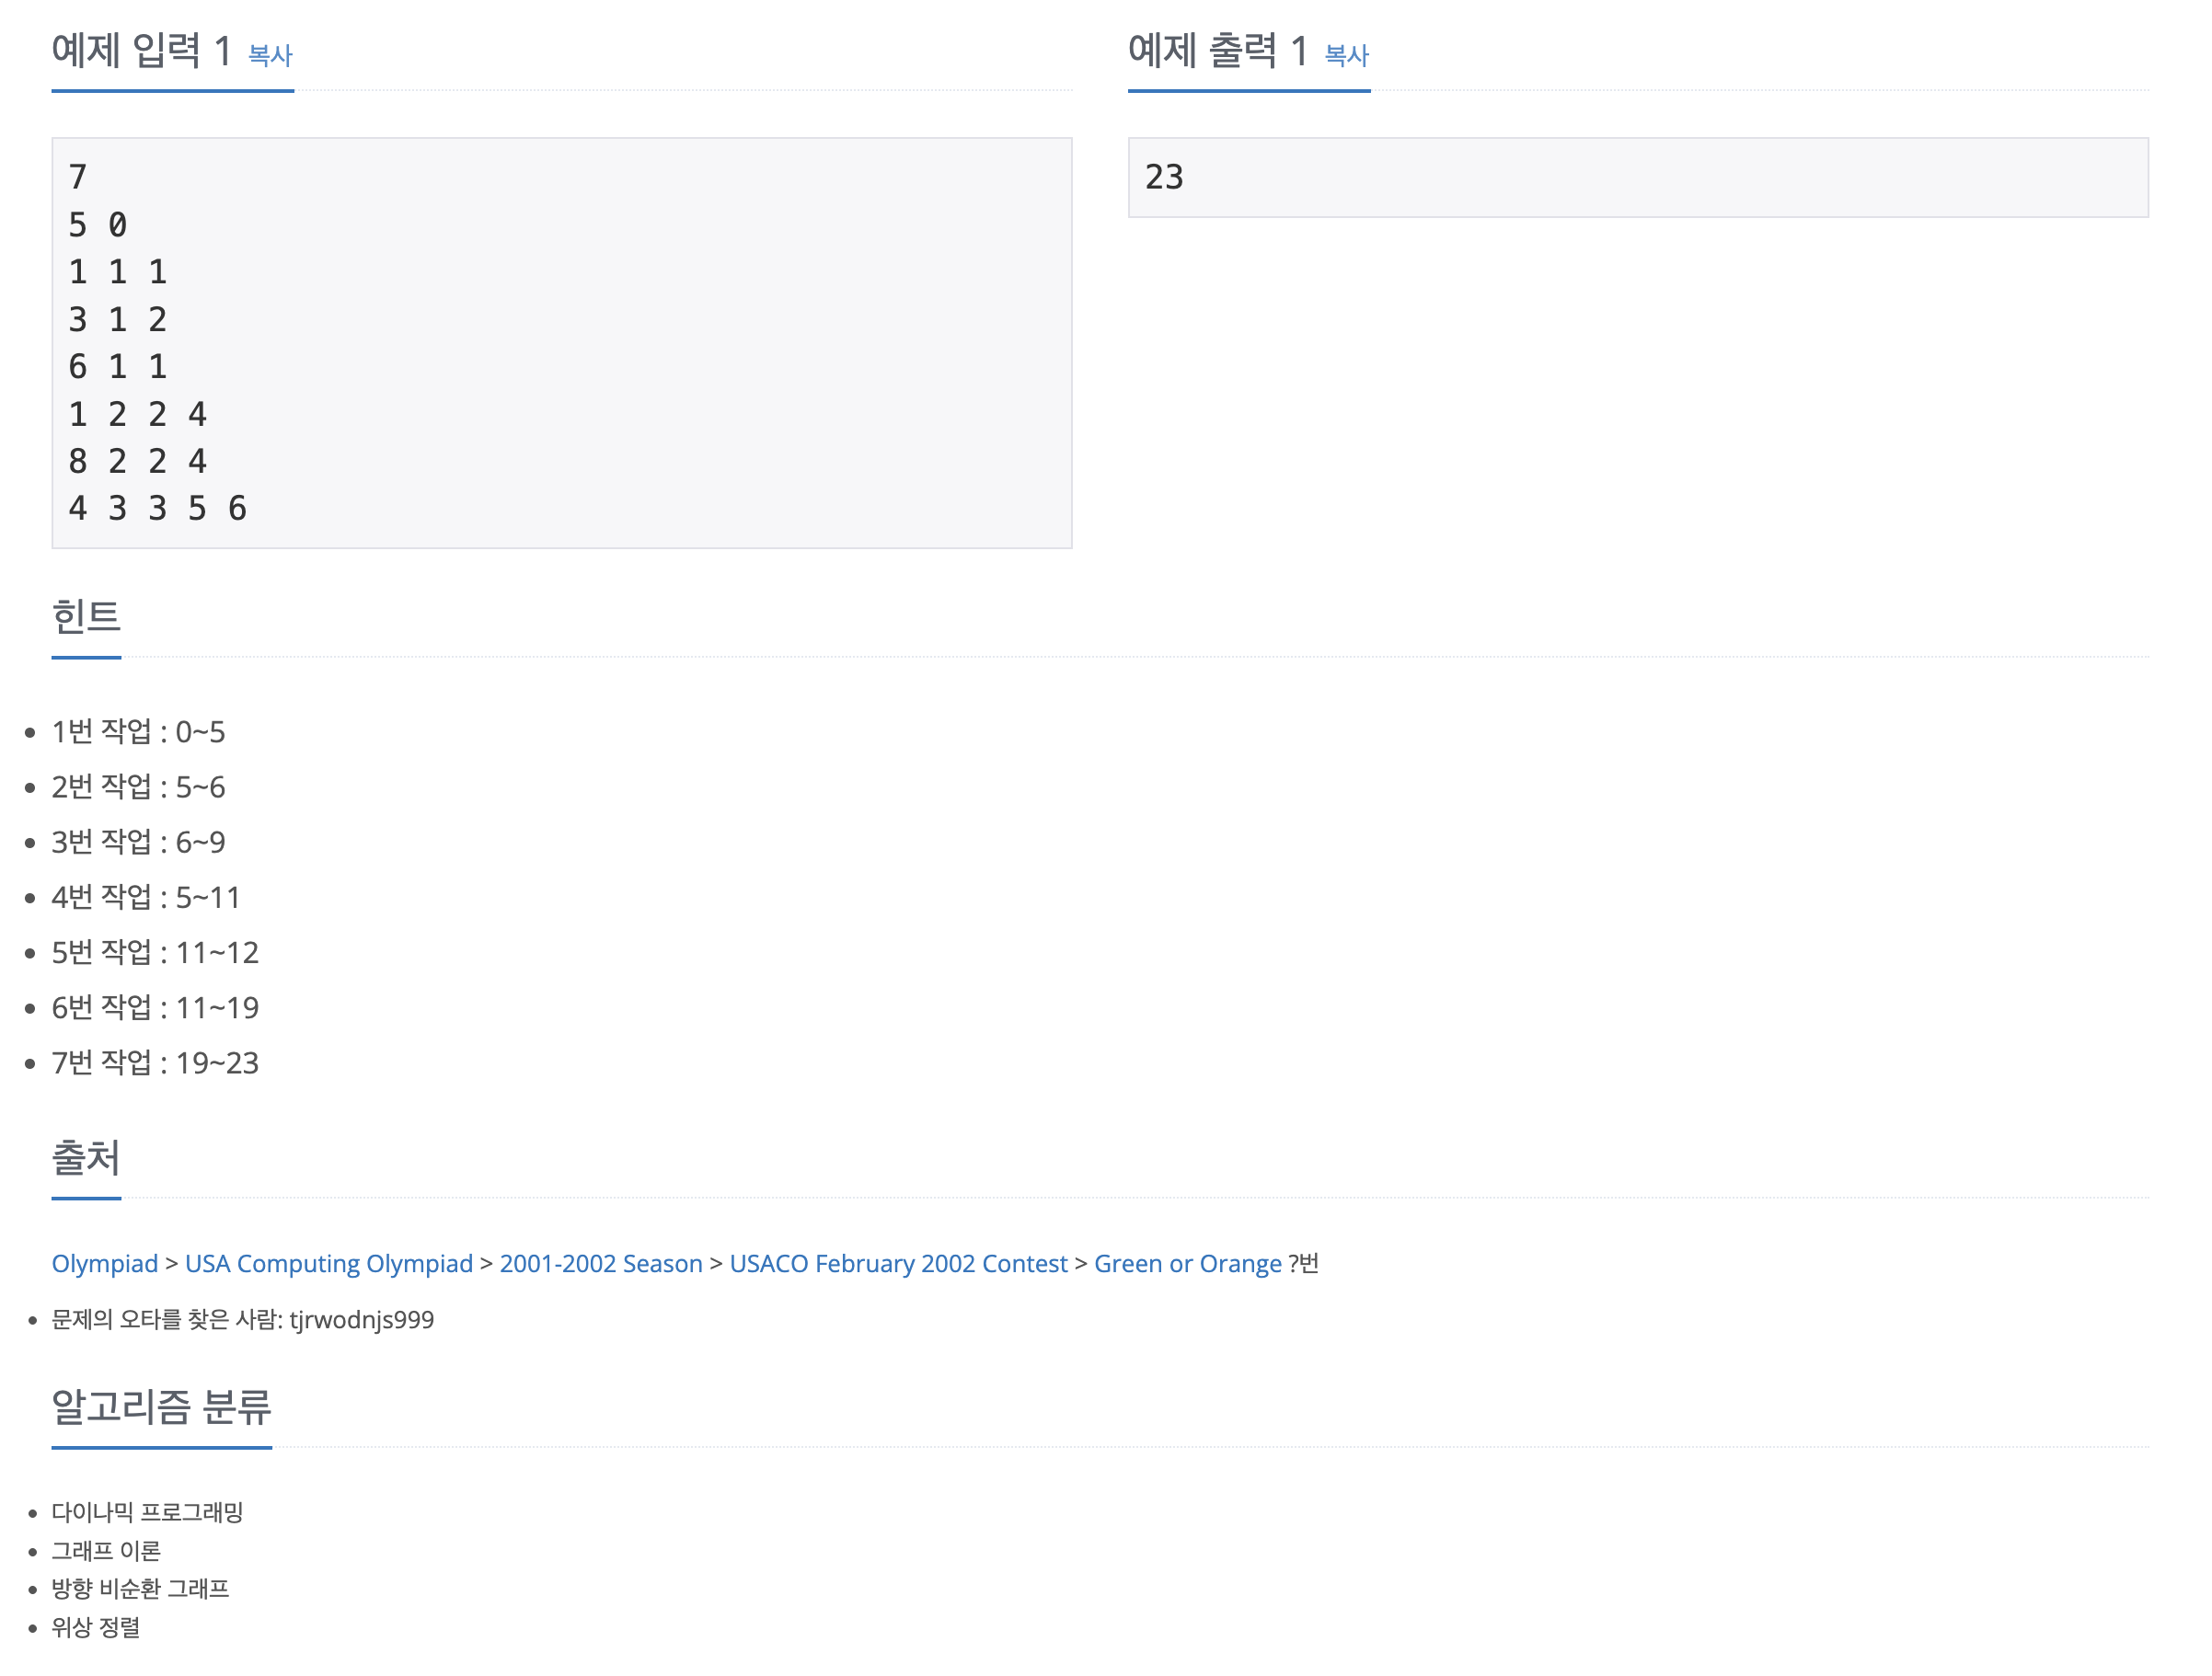 예제 입력 1 복사
7
5 0
1 1 1
3 1 2
6 1 1
1 2 2 4
8 2 2 4
4 3 3 5 6
예제 출력 1 복사
23
힌트
1번 작업 : 0~5
2번 작업 : 5~6
3번 작업 : 6~9
4번 작업 : 5~11
5번 작업 : 11~12
6번 작업 : 11~19
7번 작업 : 19~23
출처
Olympiad > USA Computing Olympiad > 2001-2002 Season > USACO February 2002 Contest > Green or Orange ?번
문제의 오타를 찾은 사람: tjrwodnjs999
알고리즘 분류
다이나믹 프로그래밍
그래프 이론
방향 비순환 그래프
위상 정렬